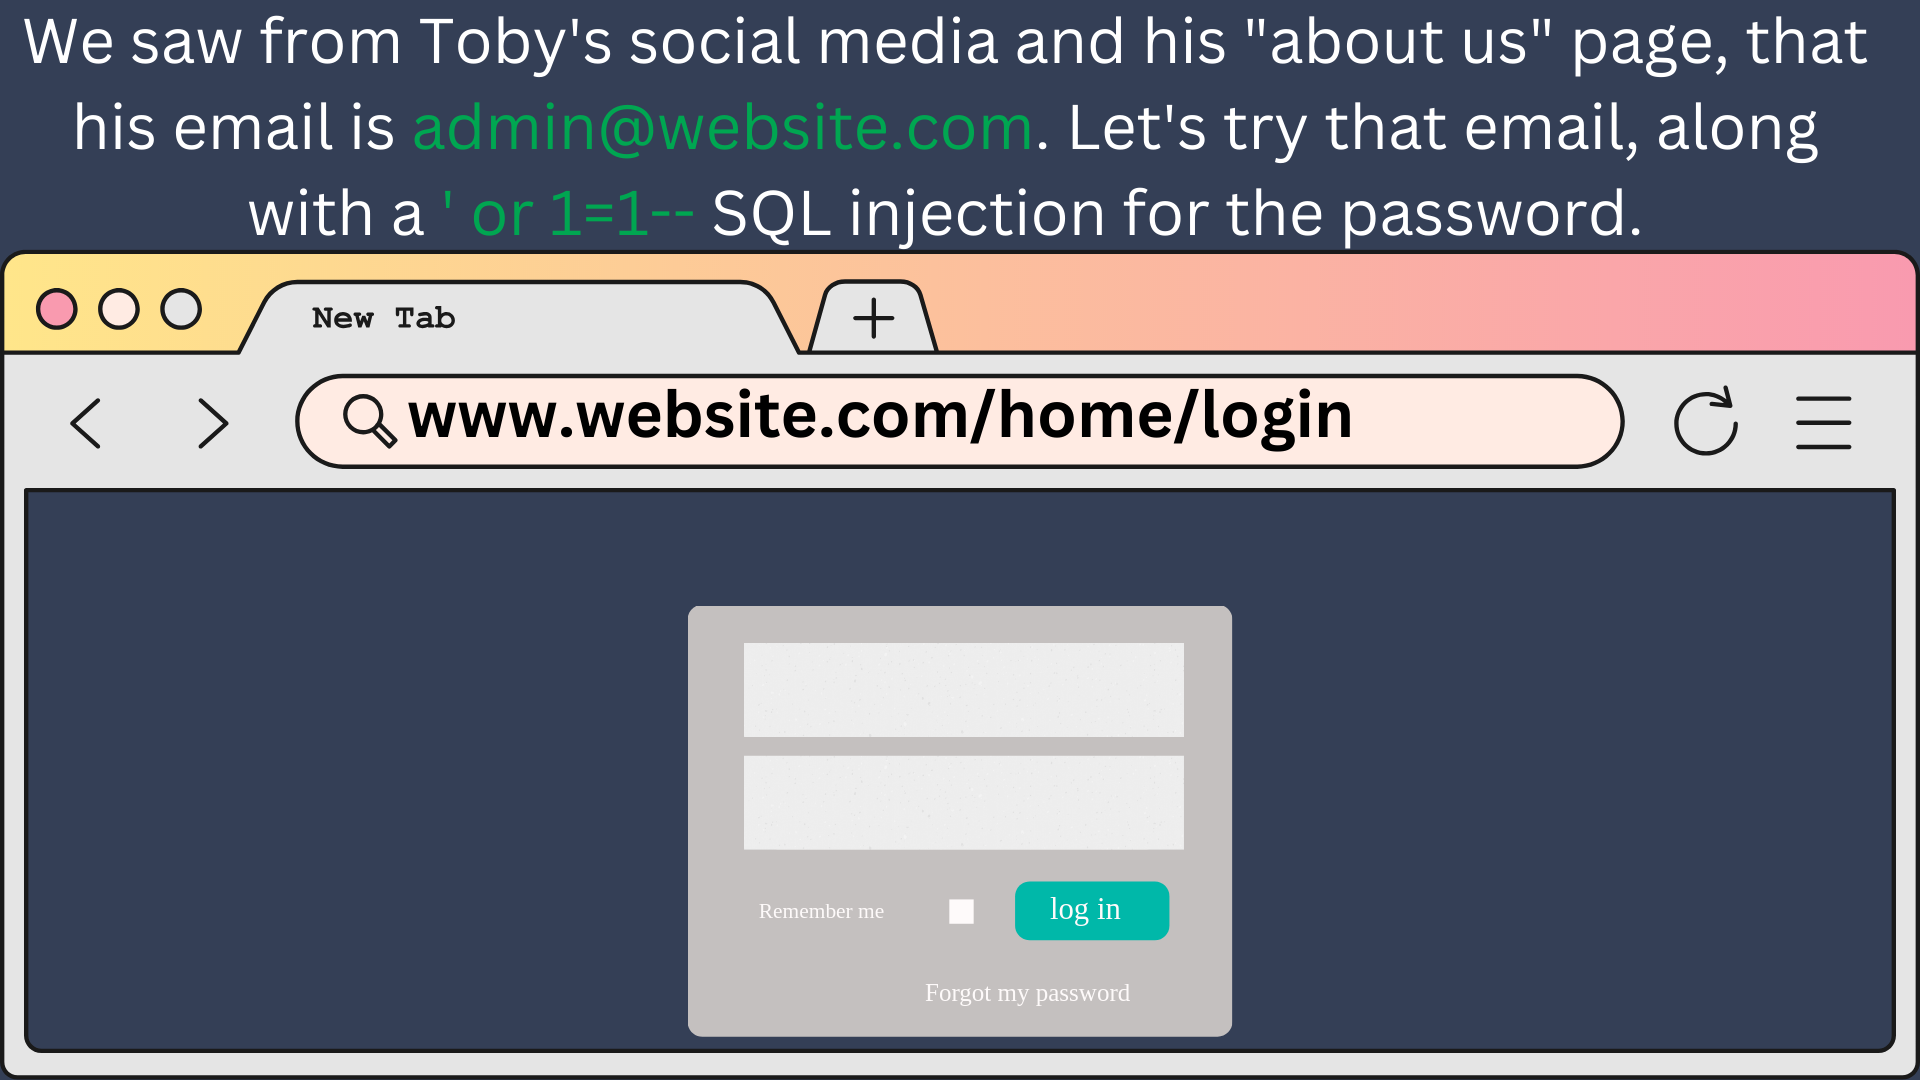 We saw from Toby's social media and his "about us" page, that
his email is admin@website.com. Let's try that email, along
with a ' or 1=1-- SQL injection for the password.
New Tab
www.website.com/home/login
Remember me
log in
Forgot my password